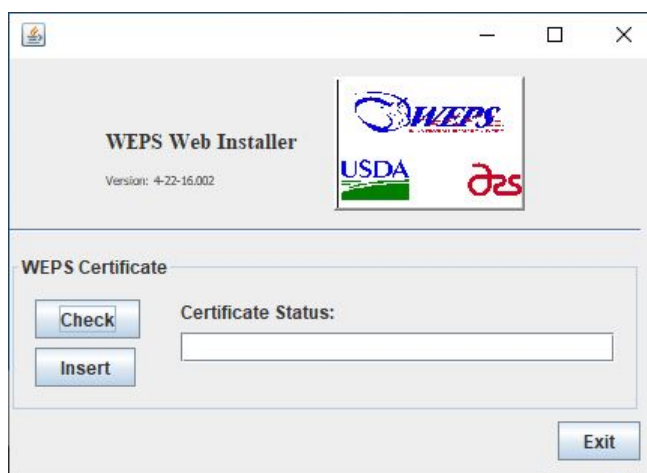 WEPS
WEPS Web Installer
Version: 4-22-16.002
USDA
ars
WEPS Certificate
Check
Certificate Status:
Insert
Exit